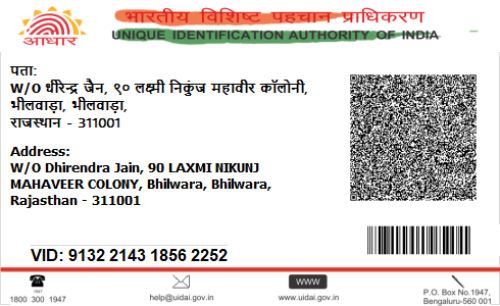 भारतीय विशिष्ट पहचान प्राधिकरण
UNIQUE IDENTIFICATION AUTHORITY OF INDIA
आधार
पता:
W/O धीरेन्द्र जैन, ९० लक्ष्मी निकुंज महावीर कॉलोनी,
भीलवाड़ा, भीलवाड़ा,
राजस्थान - 311001
Address:
W/O Dhirendra Jain, 90 LAXMI NIKUNJ
MAHAVEER COLONY, Bhilwara, Bhilwara,
Rajasthan - 311001
VID: 9132 2143 1856 2252
1947
1800 300 1947
help@uidai.gov.in
WWW
www.uidai.gov.in
P.O. Box No.1947,
Bengaluru-560 001